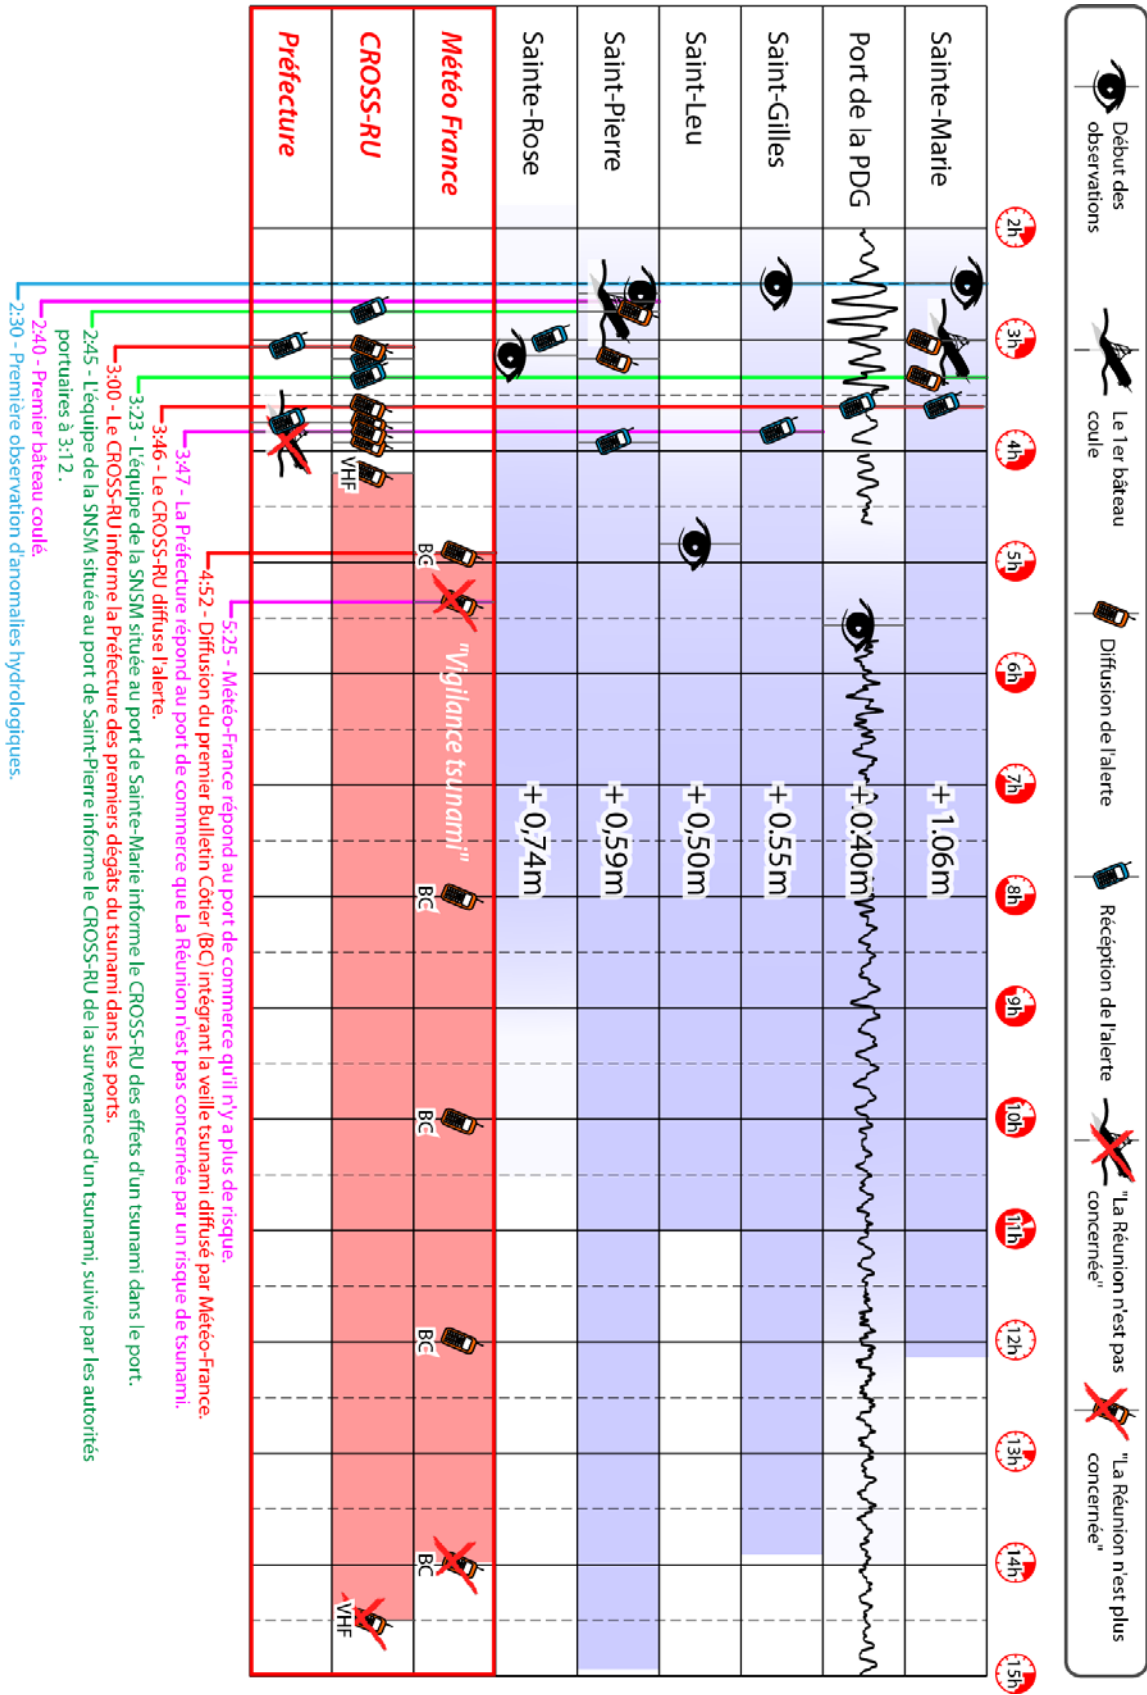 Début des
observations
Le 1er bâteau
coule
Diffusion de l'alerte
Récéption de l'alerte
"La Réunion n'est pas
concernée"
"La Réunion n'est plus
concernée"
2h
3h
4h
5h
6h
7h
8h
9h
10h
11h
12h
13h
14h
15h
Sainte-Marie
+ 1.06m
Port de la PDG
+ 0.40m
Saint-Gilles
+ 0.55m
Saint-Leu
+ 0,50m
Saint-Pierre
+ 0,59m
Sainte-Rose
+ 0,74m
Météo France
BC
"Vigilance tsunami"
BC
BC
BC
BC
CROSS-RU
VHF
VHF
Préfecture
5:25 - Météo-France répond au port de commerce qu'il n'y a plus de risque.
4:52 - Diffusion du premier Bulletin Côtier (BC) intégrant la veille tsunami diffusé par Météo-France.
3:47 - La Préfecture répond au port de commerce que La Réunion n'est pas concernée par un risque de tsunami.
3:46 - Le CROSS-RU diffuse l'alerte.
3:23 - L'équipe de la SNSM située au port de Sainte-Marie informe le CROSS-RU des effets d'un tsunami dans le port.
3:00 - Le CROSS-RU informe la Préfecture des premiers dégâts du tsunami dans les ports.
2:45 - L'équipe de la SNSM située au port de Saint-Pierre informe le CROSS-RU de la survenance d'un tsunami, suivie par les autorités
portuaires à 3:12.
2:40 - Premier bâteau coulé.
2:30 - Première observation d'anomalies hydrologiques.